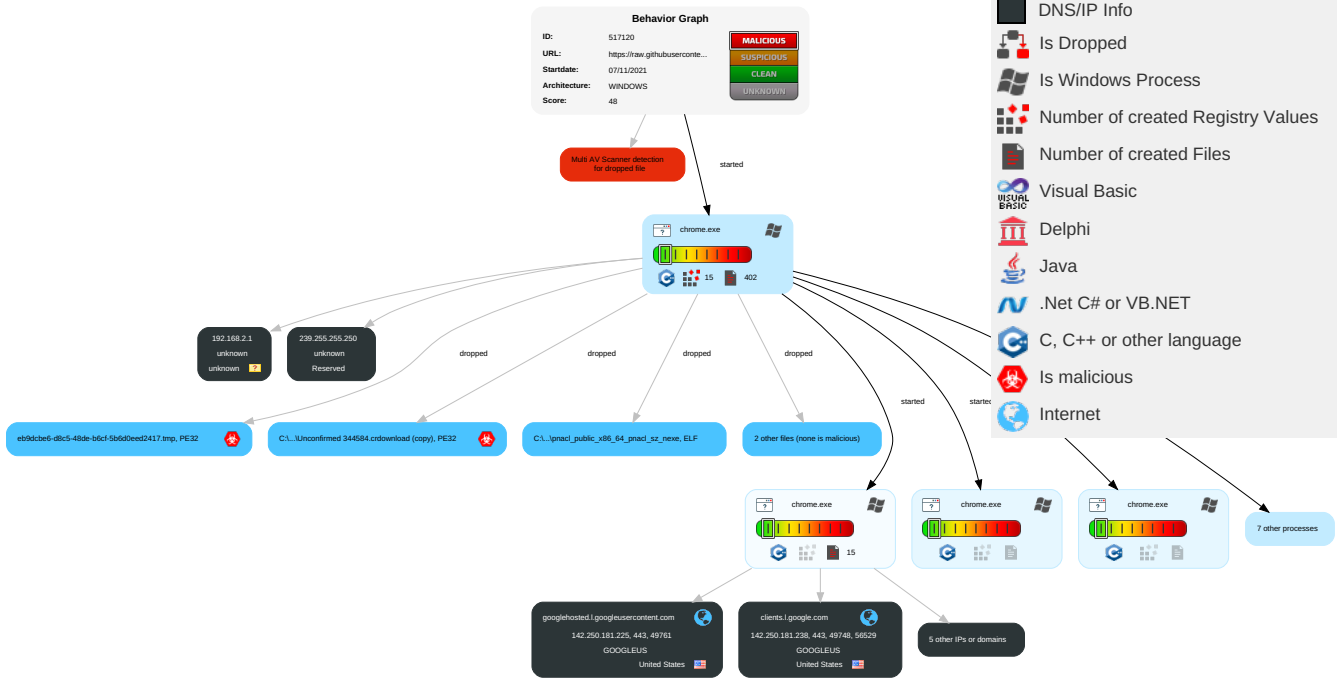 Behavior Graph
ID: 517120
URL: https://raw.githubuserconte...
Startdate: 07/11/2021
Architecture: WINDOWS
Score: 48
MALICIOUS
SUSPICIOUS
CLEAN
UNKNOWN
DNS/IP Info
Is Dropped
Is Windows Process
Number of created Registry Values
Number of created Files
VISUAL
BASIC
Visual Basic
Delphi
Java
.Net C# or VB.NET
C, C++ or other language
Is malicious
Internet
Multi AV Scanner detection
for dropped file
started
chrome.exe
15 402
192.168.2.1
unknown
unknown
239.255.255.250
unknown
Reserved
dropped
dropped
dropped
dropped
started
eb9dcbe6-d8c5-48de-b6cf-5b6d0eed2417.tmp, PE32
C:\...\Unconfirmed 344584.crdownload (copy), PE32
C:\...\pnacl_public_x86_64_pnacl_sz_nexe, ELF
2 other files (none is malicious)
chrome.exe
15
chrome.exe
chrome.exe
7 other processes
googlehosted.l.googleusercontent.com
142.250.181.225, 443, 49761
GOOGLEUS
United States
clients.l.google.com
142.250.181.238, 443, 49748, 56529
GOOGLEUS
United States
5 other IPs or domains